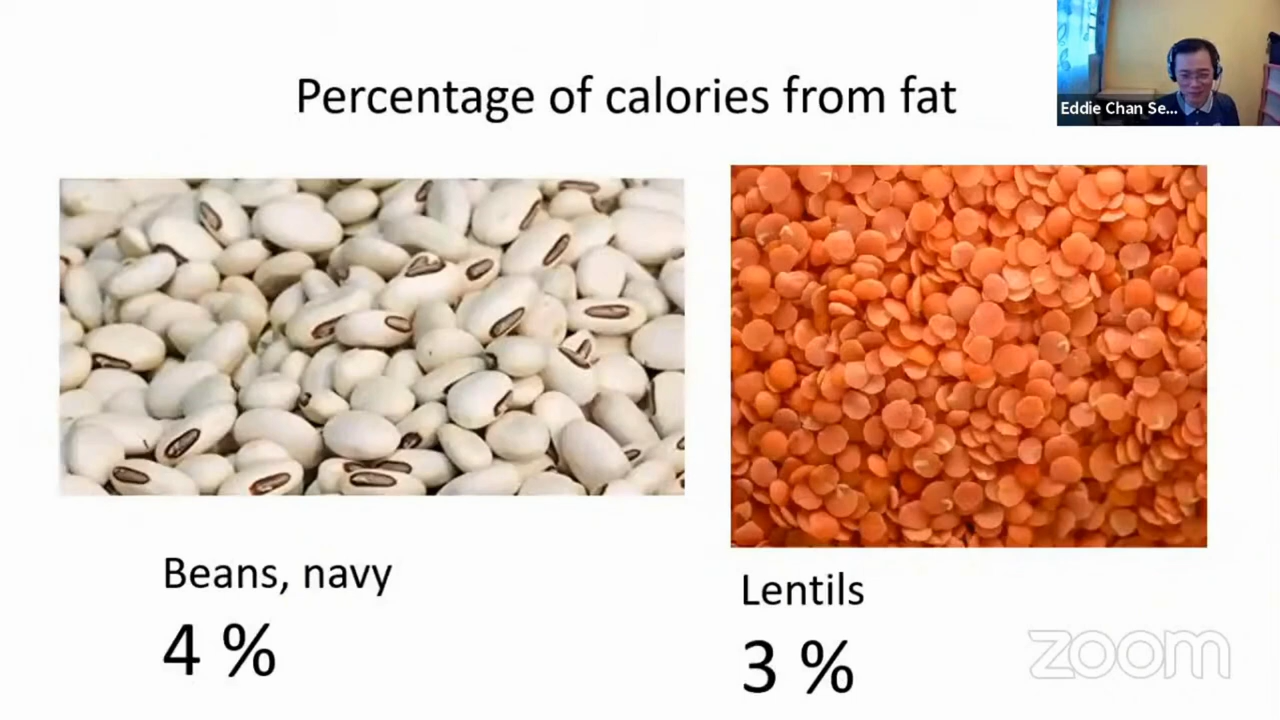 Percentage of calories from fat
Eddie Chan Se...
Beans, navy
4 %
Lentils
3 %
zoom